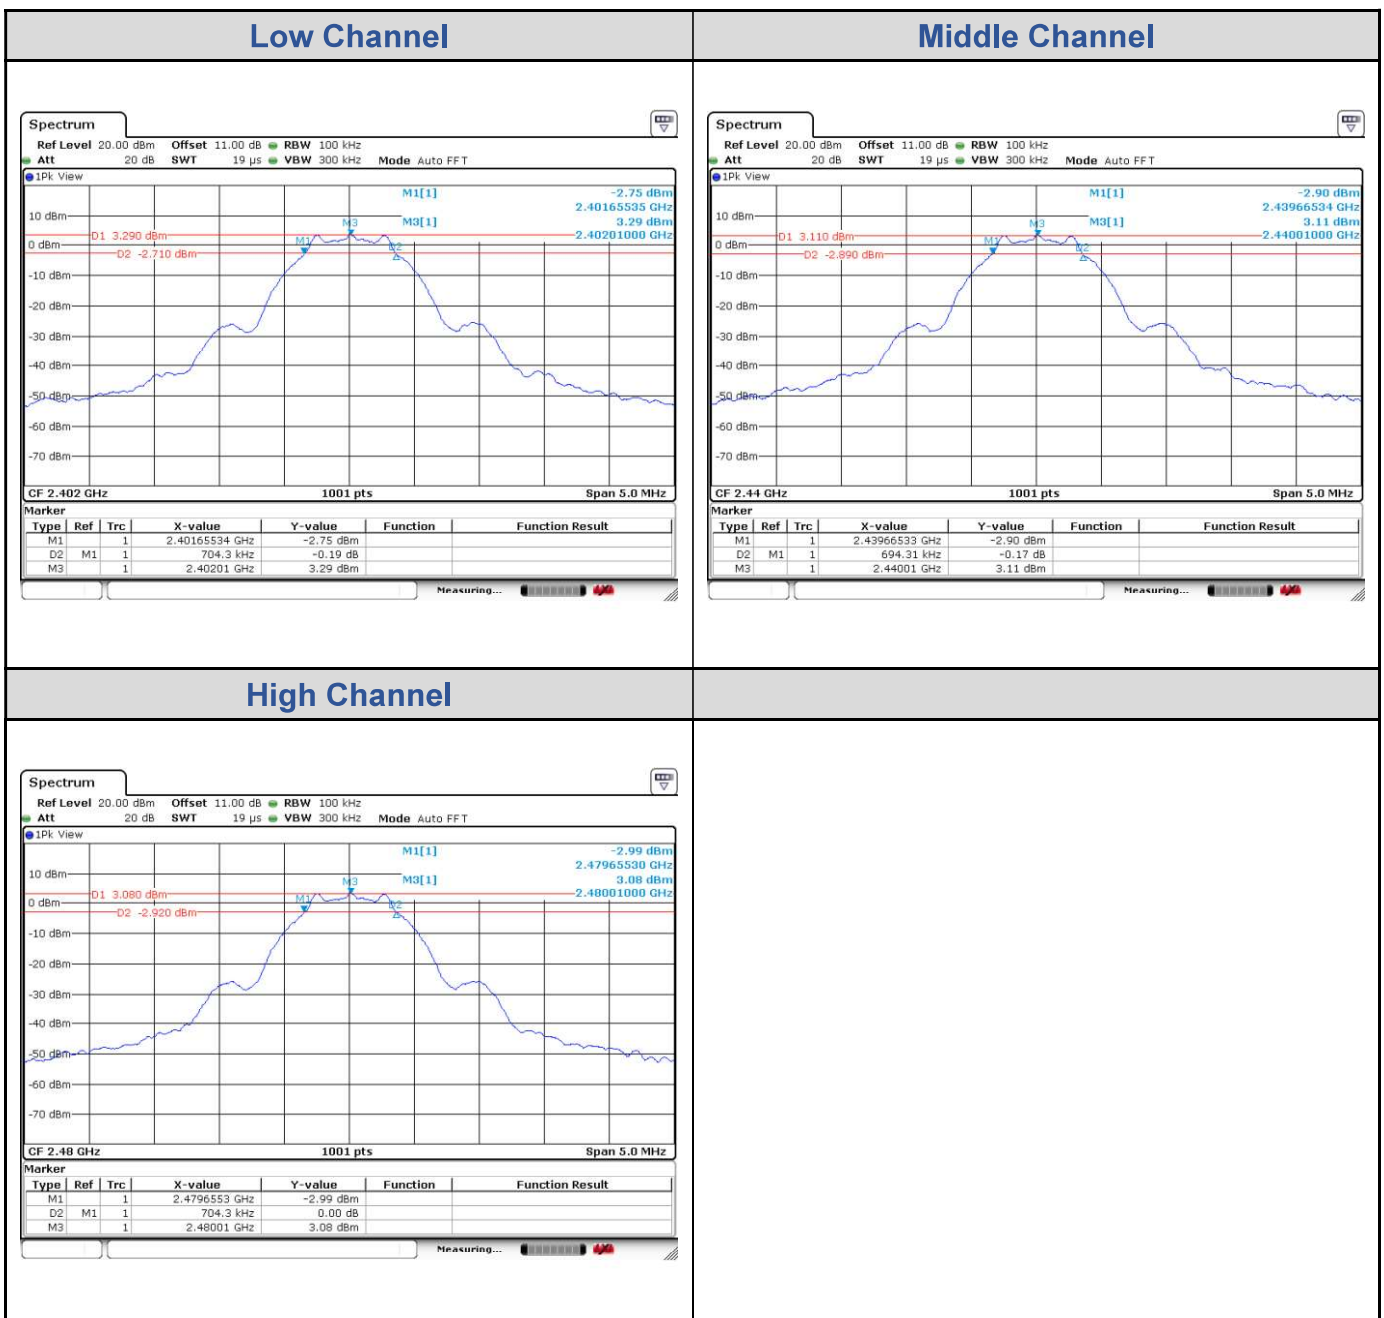 Low Channel
Middle Channel
Spectrum
Ref Level 20.00 dBm Offset 11.00 dB RBW 100 kHz
Att 20 dB SWT 19 µs VBW 300 kHz Mode Auto FFT
1Pk View
M1[1] -2.75 dBm
2.40165535 GHz
M3[1] 3.29 dBm
2.40201000 GHz
10 dBm
M3
D1 3.290 dBm
M1
0 dBm
D2
D2 -2.710 dBm
-10 dBm
-20 dBm
-30 dBm
-40 dBm
-50 dBm
-60 dBm
-70 dBm
CF 2.402 GHz 1001 pts Span 5.0 MHz
Marker
Type Ref Trc X-value Y-value Function Function Result
M1 1 2.40165534 GHz -2.75 dBm
D2 M1 1 704.3 kHz -0.19 dB
M3 1 2.40201 GHz 3.29 dBm
Measuring...
Spectrum
Ref Level 20.00 dBm Offset 11.00 dB RBW 100 kHz
Att 20 dB SWT 19 µs VBW 300 kHz Mode Auto FFT
1Pk View
M1[1] -2.90 dBm
2.43966534 GHz
M3[1] 3.11 dBm
2.44001000 GHz
10 dBm
M3
D1 3.110 dBm
M1
0 dBm
D2
D2 -2.890 dBm
-10 dBm
-20 dBm
-30 dBm
-40 dBm
-50 dBm
-60 dBm
-70 dBm
CF 2.44 GHz 1001 pts Span 5.0 MHz
Marker
Type Ref Trc X-value Y-value Function Function Result
M1 1 2.43966533 GHz -2.90 dBm
D2 M1 1 694.31 kHz -0.17 dB
M3 1 2.44001 GHz 3.11 dBm
Measuring...
High Channel
Spectrum
Ref Level 20.00 dBm Offset 11.00 dB RBW 100 kHz
Att 20 dB SWT 19 µs VBW 300 kHz Mode Auto FFT
1Pk View
M1[1] -2.99 dBm
2.47965530 GHz
M3[1] 3.08 dBm
2.48001000 GHz
10 dBm
M3
D1 3.080 dBm
M1
0 dBm
D2
D2 -2.920 dBm
-10 dBm
-20 dBm
-30 dBm
-40 dBm
-50 dBm
-60 dBm
-70 dBm
CF 2.48 GHz 1001 pts Span 5.0 MHz
Marker
Type Ref Trc X-value Y-value Function Function Result
M1 1 2.4796553 GHz -2.99 dBm
D2 M1 1 704.3 kHz 0.00 dB
M3 1 2.48001 GHz 3.08 dBm
Measuring...